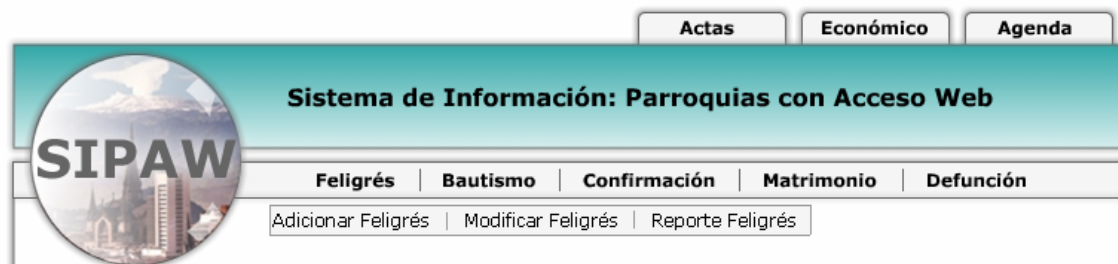 Actas Económico Agenda
Sistema de Información: Parroquias con Acceso Web
SIPAW
Feligrés | Bautismo | Confirmación | Matrimonio | Defunción
Adicionar Feligrés | Modificar Feligrés | Reporte Feligrés